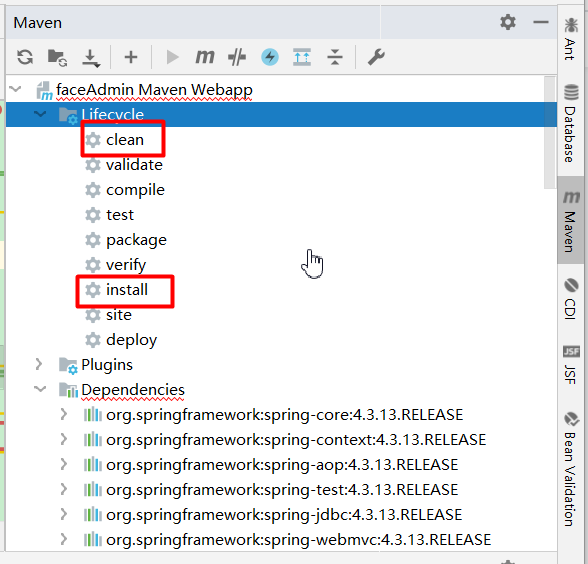 Maven
faceAdmin Maven Webapp
Lifecycle
clean
validate
compile
test
package
verify
install
site
deploy
Plugins
Dependencies
org.springframework:spring-core:4.3.13.RELEASE
org.springframework:spring-context:4.3.13.RELEASE
org.springframework:spring-aop:4.3.13.RELEASE
org.springframework:spring-test:4.3.13.RELEASE
org.springframework:spring-jdbc:4.3.13.RELEASE
org.springframework:spring-webmvc:4.3.13.RELEASE
Ant
Database
Maven
CDI
JSF
JSF
Bean Validation